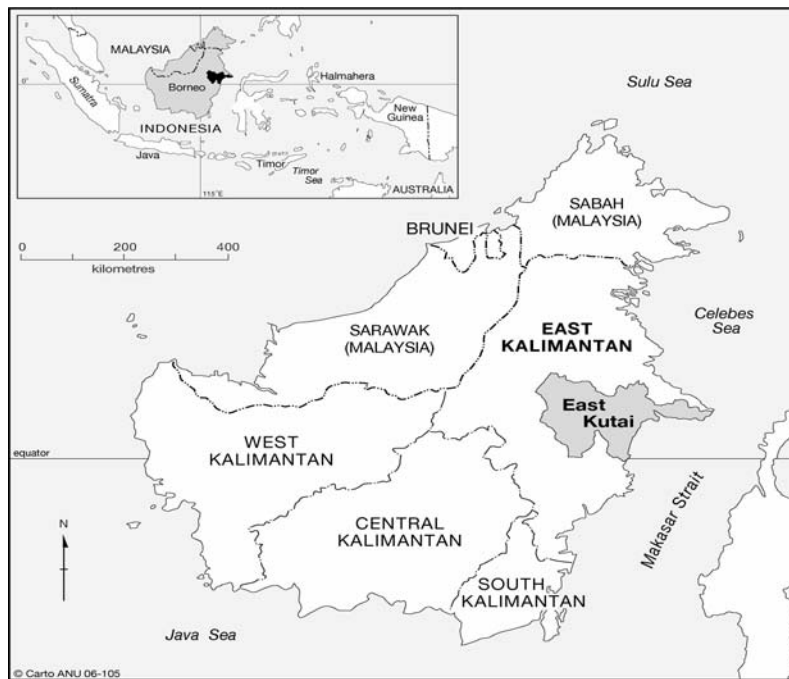 MALAYSIA
Halmahera
0°
Sumatra
Borneo
New
Guinea
INDONESIA
Java
Timor
Timor
Sea
115°E
AUSTRALIA
Sulu Sea
SABAH
(MALAYSIA)
BRUNEI
0 200 400
kilometres
Celebes
Sea
SARAWAK
(MALAYSIA)
EAST
KALIMANTAN
East
Kutai
WEST
KALIMANTAN
equator
Makasar Strait
N
CENTRAL
KALIMANTAN
SOUTH
KALIMANTAN
Java Sea
© Carto ANU 06-105